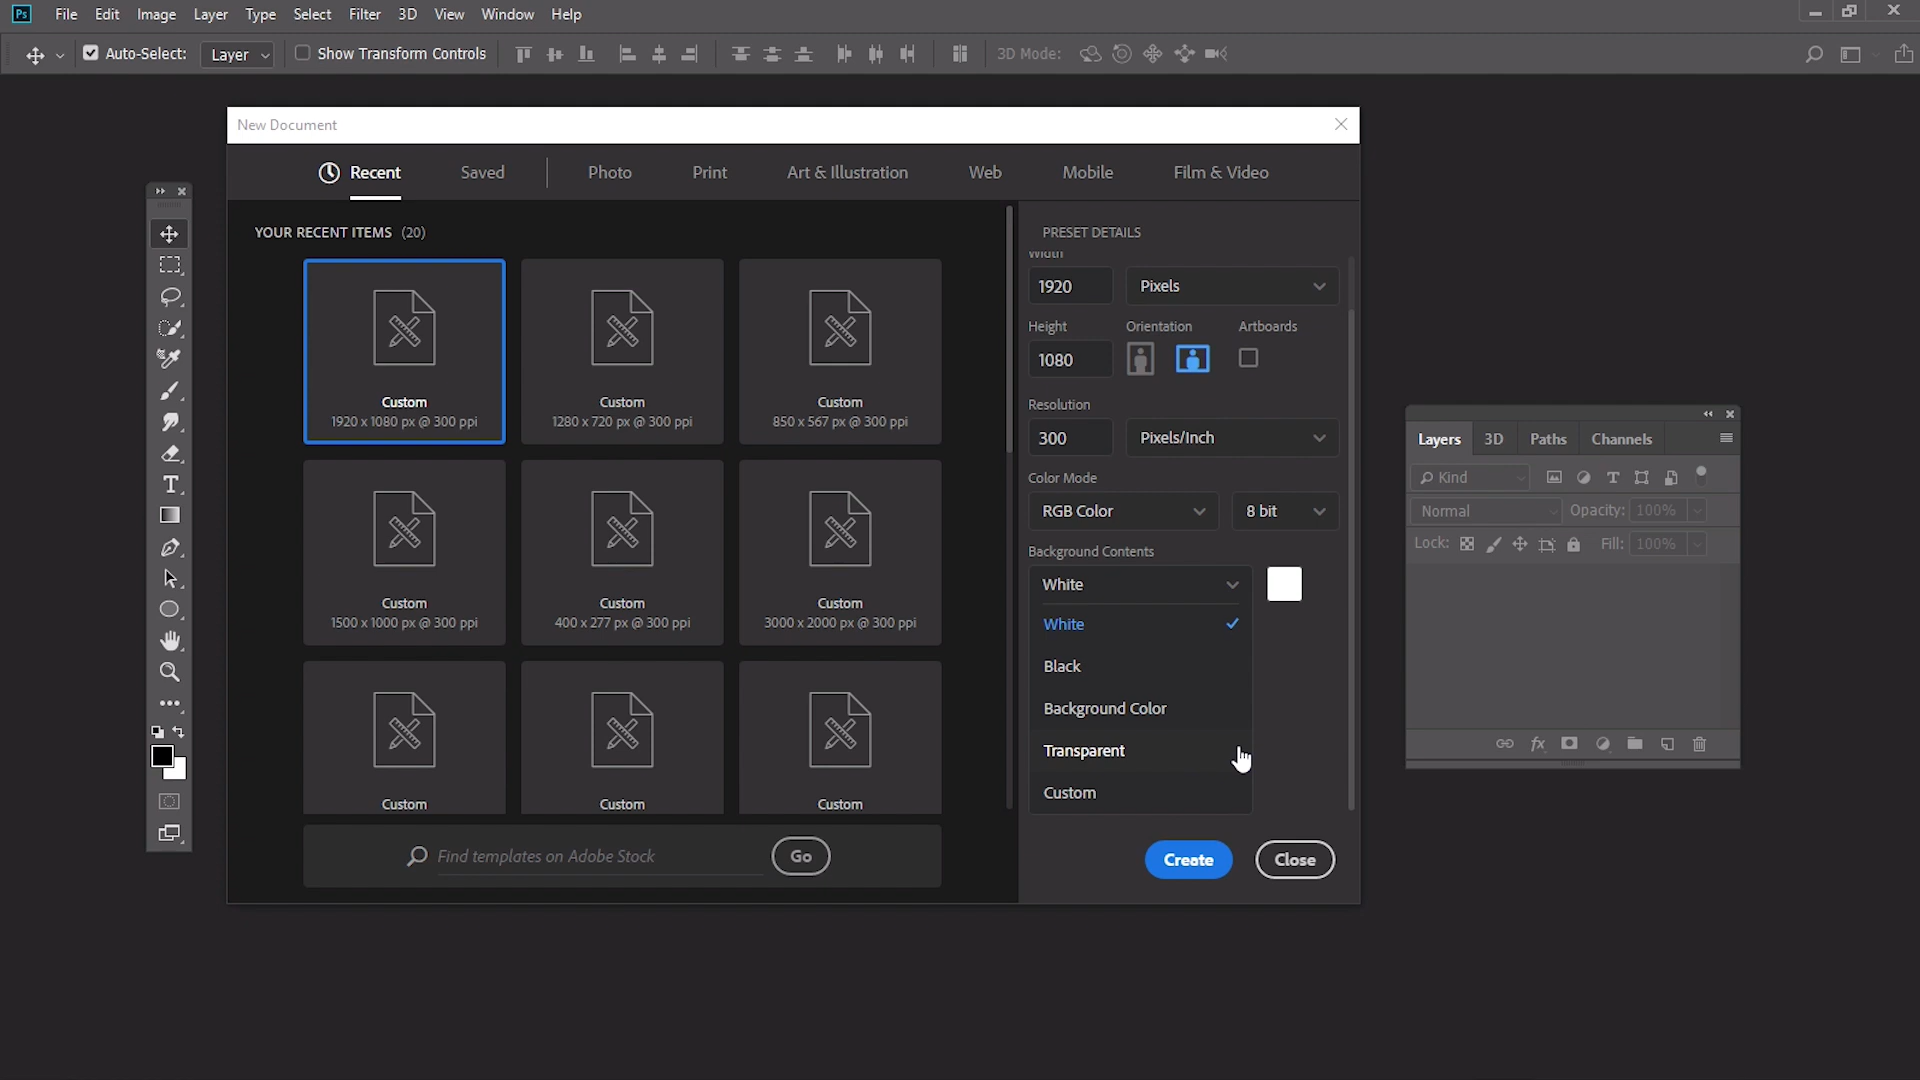 Ps File Edit Image Layer Type Select Filter 3D View Window Help
Auto-Select: Layer Show Transform Controls 3D Mode:
New Document
Recent Saved Photo Print Art & Illustration Web Mobile Film & Video
YOUR RECENT ITEMS (20)
Custom
1920 x 1080 px @ 300 ppi
Custom
1280 x 720 px @ 300 ppi
Custom
850 x 567 px @ 300 ppi
Custom
1500 x 1000 px @ 300 ppi
Custom
400 x 277 px @ 300 ppi
Custom
3000 x 2000 px @ 300 ppi
Custom
Custom
Custom
Find templates on Adobe Stock Go
PRESET DETAILS
Width
1920 Pixels
Height Orientation Artboards
1080
Resolution
300 Pixels/Inch
Color Mode
RGB Color 8 bit
Background Contents
White
White
Black
Background Color
Transparent
Custom
Create Close
Layers 3D Paths Channels
Kind
Normal Opacity: 100%
Lock: Fill: 100%
fx